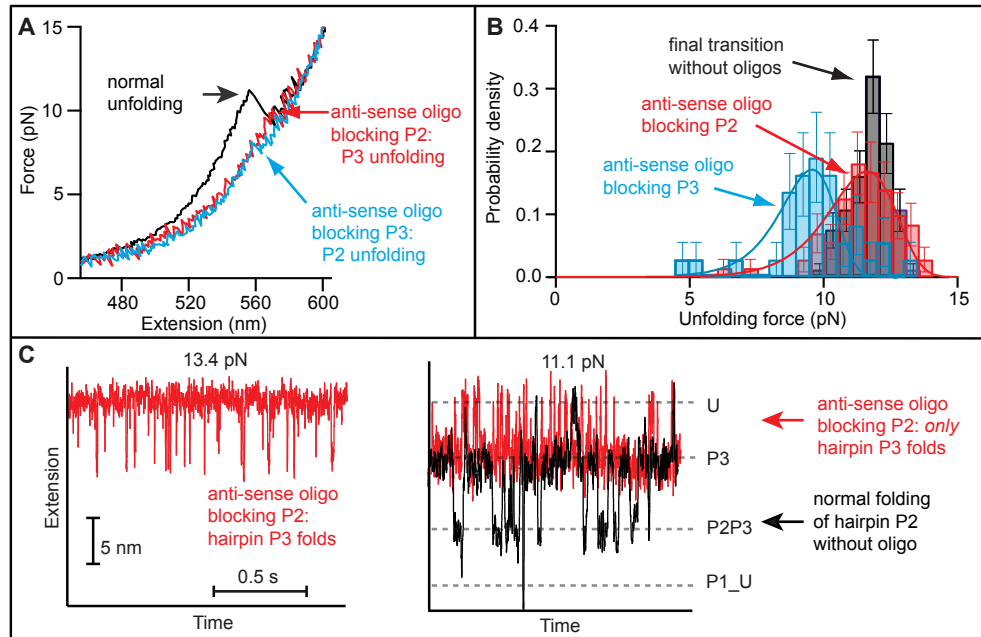 A
15
10
5
0
Force (pN)
480
520
560
600
Extension (nm)
normal
unfolding
anti-sense oligo
blocking P2:
P3 unfolding
anti-sense oligo
blocking P3:
P2 unfolding
B
0.4
0.2
0.0
Probability density
0
5
10
15
Unfolding force (pN)
final transition
without oligos
anti-sense oligo
blocking P2
anti-sense oligo
blocking P3
C
13.4 pN
Extension
anti-sense oligo
blocking P2:
hairpin P3 folds
5 nm
0.5 s
Time
11.1 pN
U
P3
P2P3
P1_U
Time
anti-sense oligo
blocking P2: only
hairpin P3 folds
normal folding
of hairpin P2
without oligo